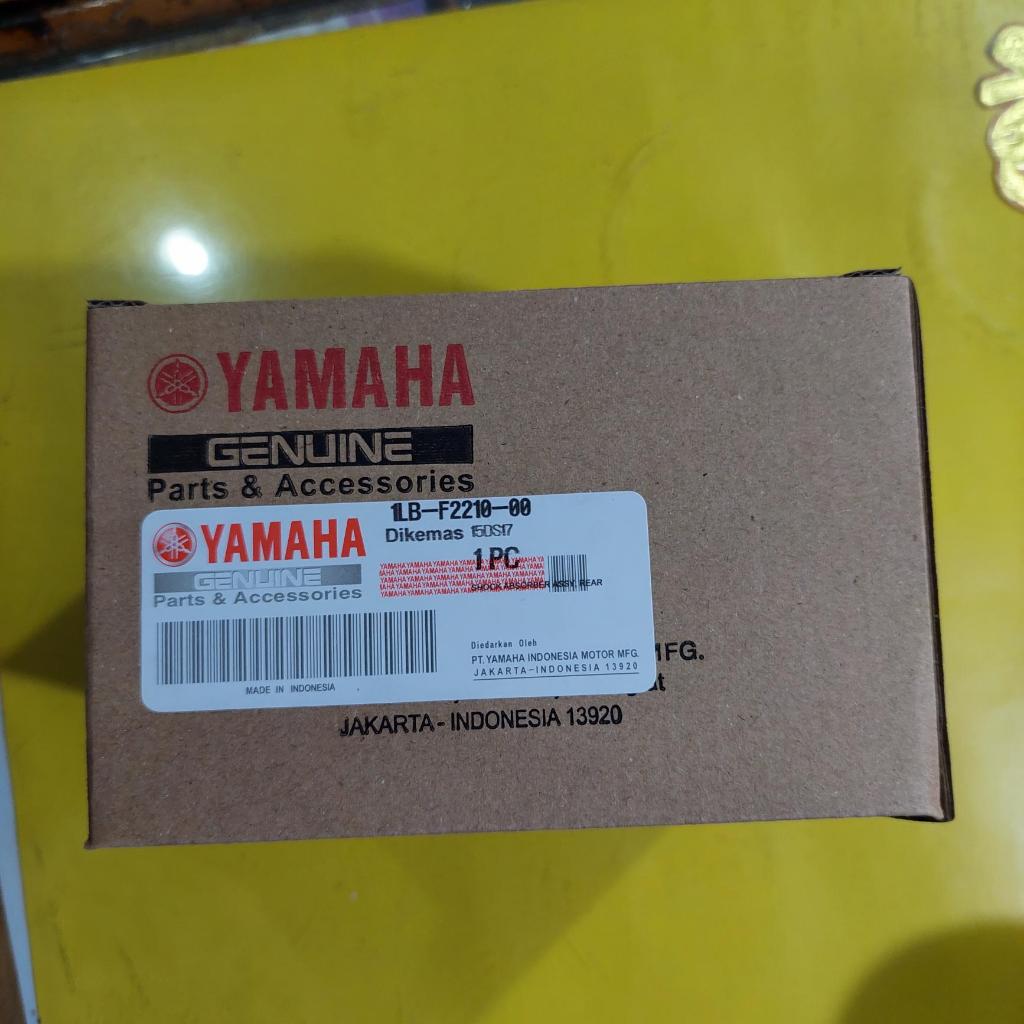 YAMAHA
GENUINE
Parts & Accessories
YAMAHA
GENUINE
Parts & Accessories
1LB-F2210-00
Dikemas 15DS17
1 PC
SHOCK ABSORBER ASSY, REAR
MADE IN INDONESIA
Diedarkan Oleh
PT. YAMAHA INDONESIA MOTOR MFG.
JAKARTA-INDONESIA 13920
MFG.
JAKARTA - INDONESIA 13920